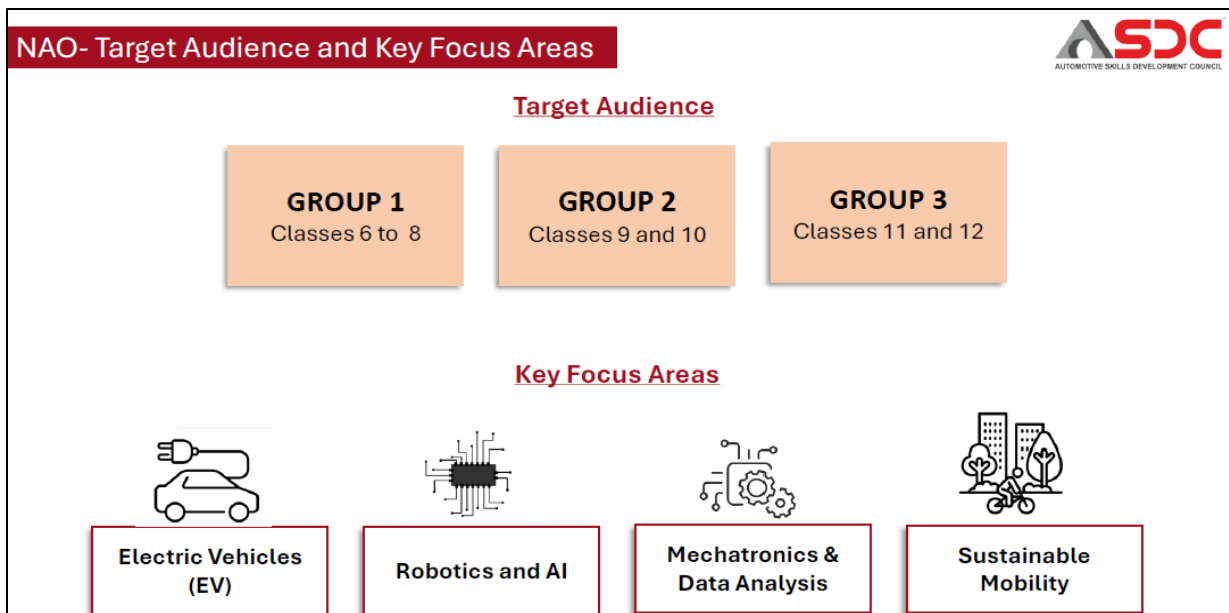 NAO- Target Audience and Key Focus Areas
ASDC
AUTOMOTIVE SKILLS DEVELOPMENT COUNCIL
Target Audience
GROUP 1
Classes 6 to 8
GROUP 2
Classes 9 and 10
GROUP 3
Classes 11 and 12
Key Focus Areas
Electric Vehicles
(EV)
Robotics and AI
Mechatronics &
Data Analysis
Sustainable
Mobility